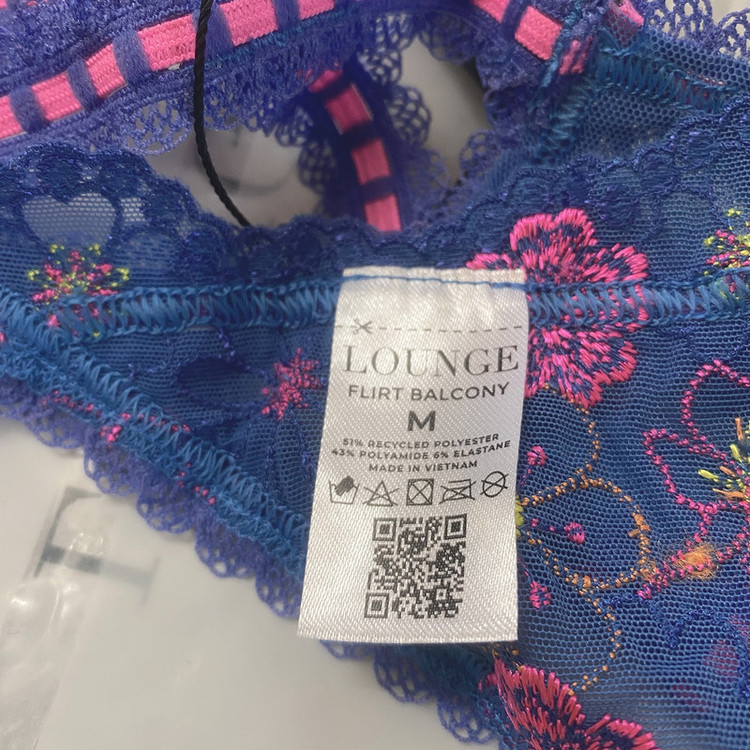 LOUNGE
FLIRT BALCONY
M
51% RECYCLED POLYESTER
43% POLYAMIDE 6% ELASTANE
MADE IN VIETNAM